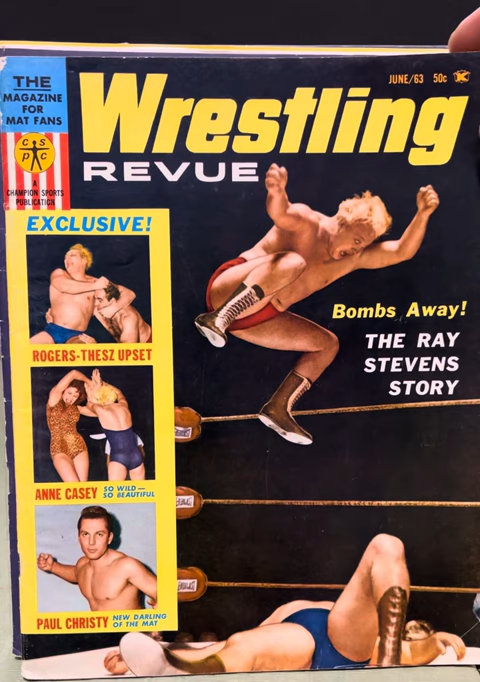 THE
MAGAZINE
FOR
MAT FANS
CSPC
A
CHAMPION SPORTS
PUBLICATION
JUNE/63 50c
Wrestling
REVUE
EXCLUSIVE!
ROGERS-THESZ UPSET
ANNE CASEY SO WILD—
SO BEAUTIFUL
PAUL CHRISTY NEW DARLING
OF THE MAT
Bombs Away!
THE RAY
STEVENS
STORY